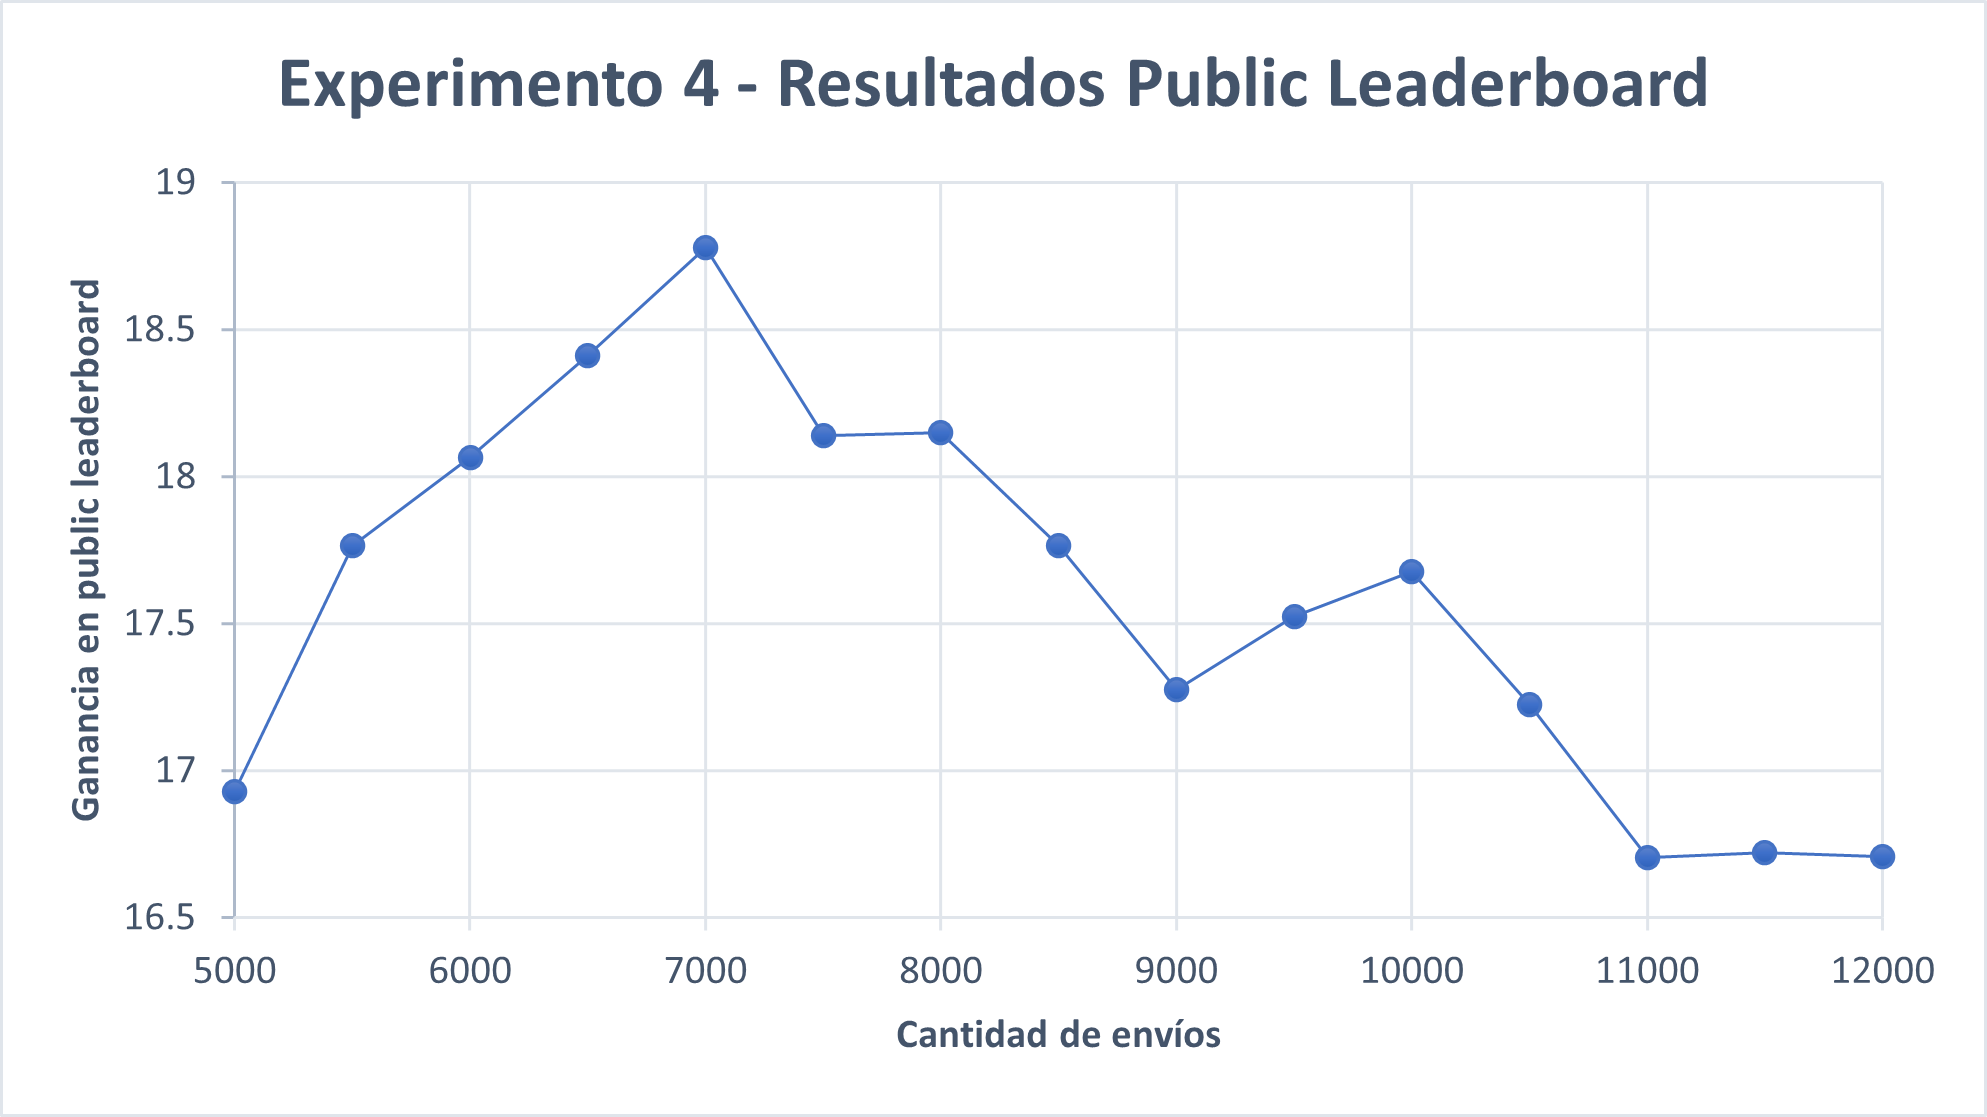 Experimento 4 - Resultados Public Leaderboard
Ganancia en public leaderboard
19
18.5
18
17.5
17
16.5
5000 6000 7000 8000 9000 10000 11000 12000
Cantidad de envíos